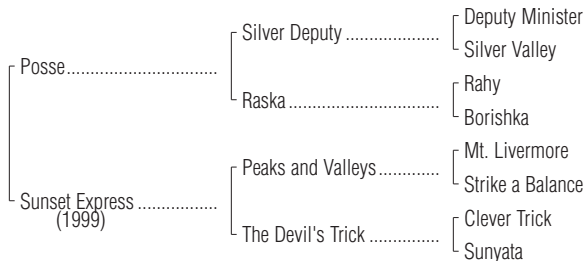 Deputy Minister
Silver Deputy ....................
Silver Valley
Posse................................
Rahy
Raska................................
Borishka
Mt. Livermore
Peaks and Valleys.............
Strike a Balance
Sunset Express .................
(1999)
Clever Trick
The Devil's Trick ...............
Sunyata